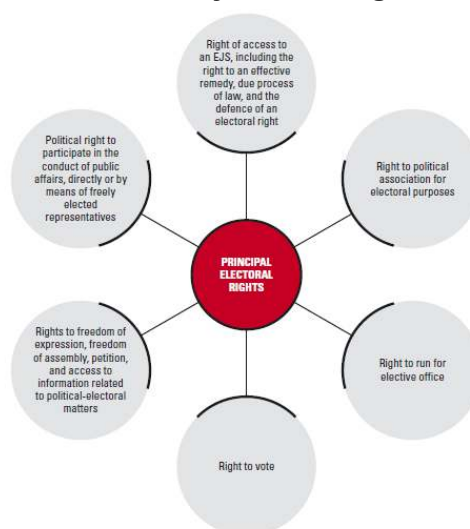 Right of access to
an EJS, including the
right to an effective
remedy, due process
of law, and the
defence of an
electoral right
Political right to
participate in the
conduct of public
affairs, directly or by
means of freely
elected
representatives
Right to political
association for
electoral purposes
PRINCIPAL
ELECTORAL
RIGHTS
Rights to freedom of
expression, freedom
of assembly, petition,
and access to
information related
to political-electoral
matters
Right to run for
elective office
Right to vote